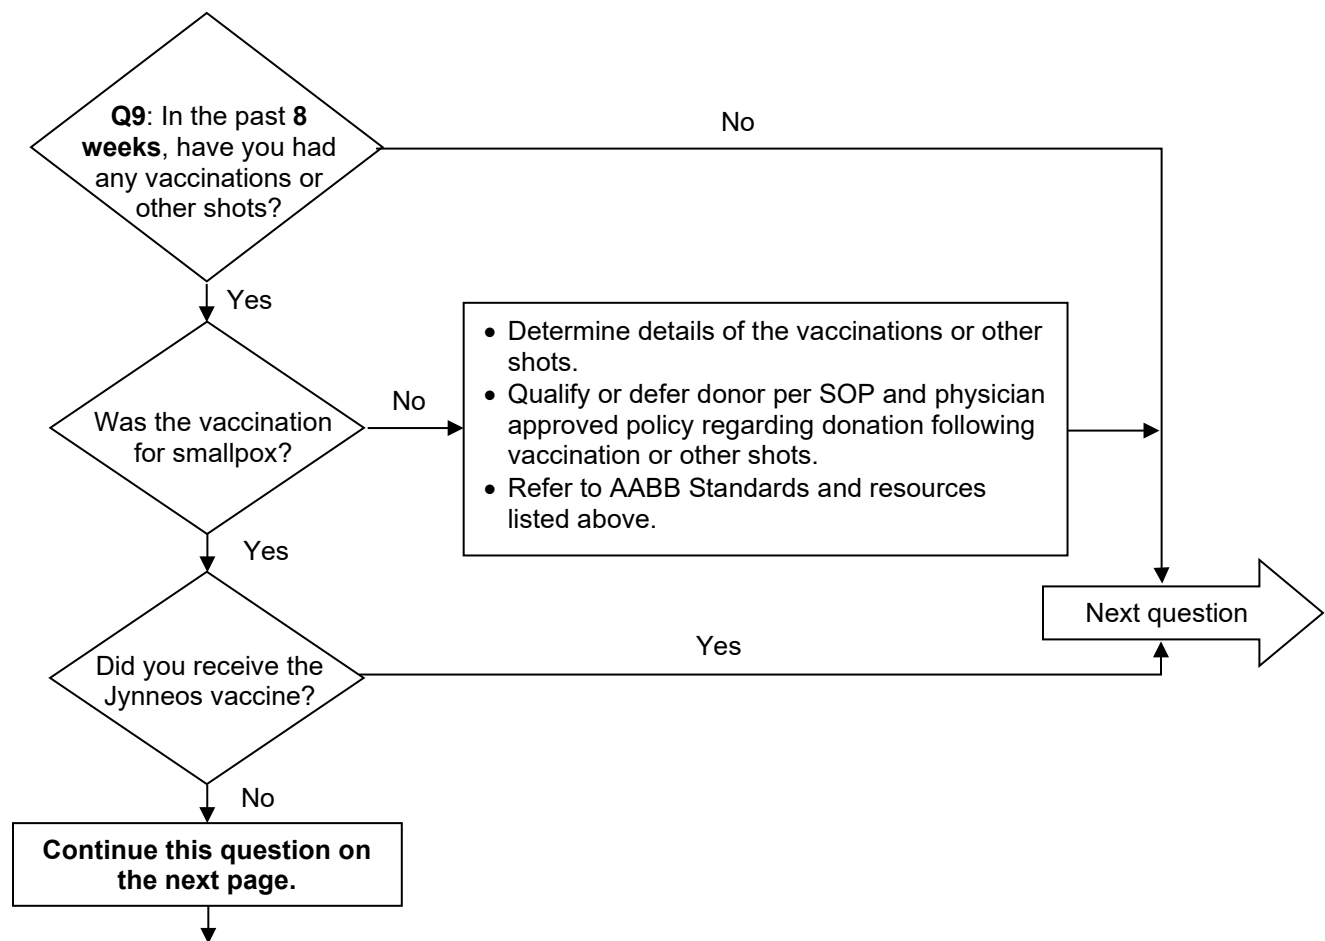 Q9: In the past 8
weeks, have you had
any vaccinations or
other shots?
No
Yes
Was the vaccination
for smallpox?
No
• Determine details of the vaccinations or other
shots.
• Qualify or defer donor per SOP and physician
approved policy regarding donation following
vaccination or other shots.
• Refer to AABB Standards and resources
listed above.
Yes
Did you receive the
Jynneos vaccine?
Yes
Next question
No
Continue this question on
the next page.